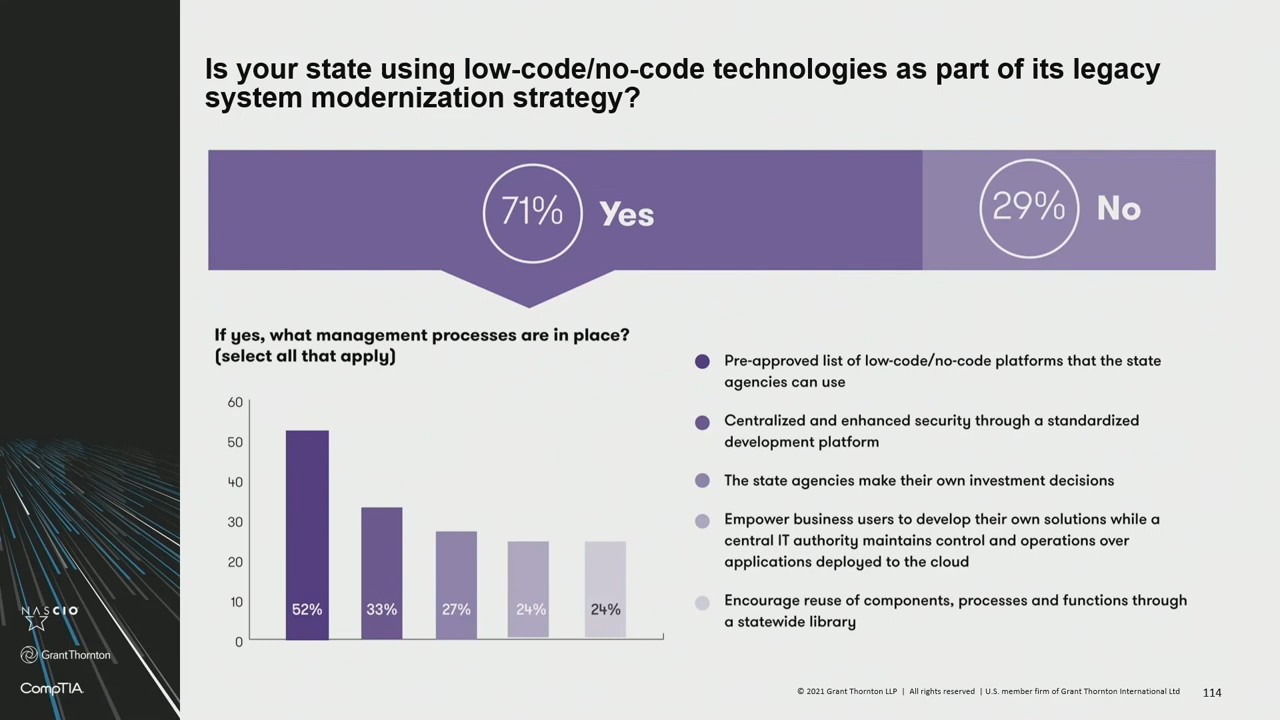 Is your state using low-code/no-code technologies as part of its legacy
system modernization strategy?
71% Yes
29% No
If yes, what management processes are in place?
(select all that apply)
60
50
40
30
20
10
0
52%
33%
27%
24%
24%
Pre-approved list of low-code/no-code platforms that the state
agencies can use
Centralized and enhanced security through a standardized
development platform
The state agencies make their own investment decisions
Empower business users to develop their own solutions while a
central IT authority maintains control and operations over
applications deployed to the cloud
Encourage reuse of components, processes and functions through
a statewide library
NASCIO
GrantThornton
CompTIA.
© 2021 Grant Thornton LLP | All rights reserved | U.S. member firm of Grant Thornton International Ltd
114